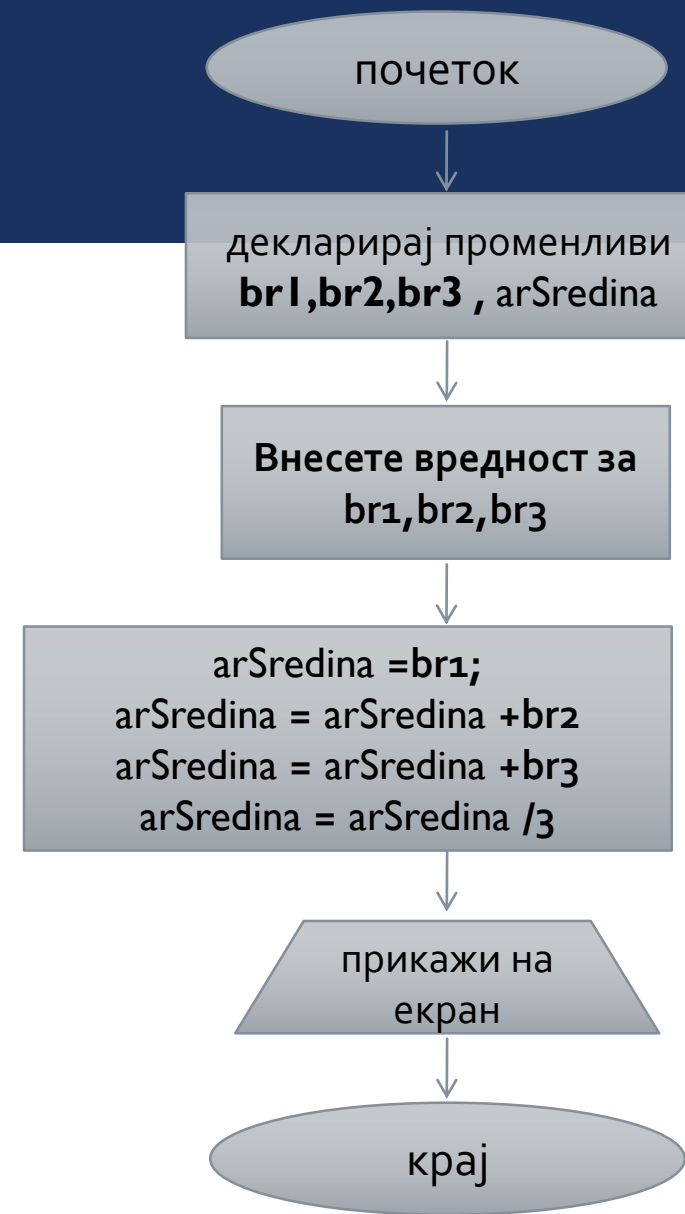 почеток
декларирај променливи
br1,br2,br3 , arSredina
Внесете вредност за
br1,br2,br3
arSredina =br1;
arSredina = arSredina +br2
arSredina = arSredina +br3
arSredina = arSredina /3
прикажи на
екран
крај